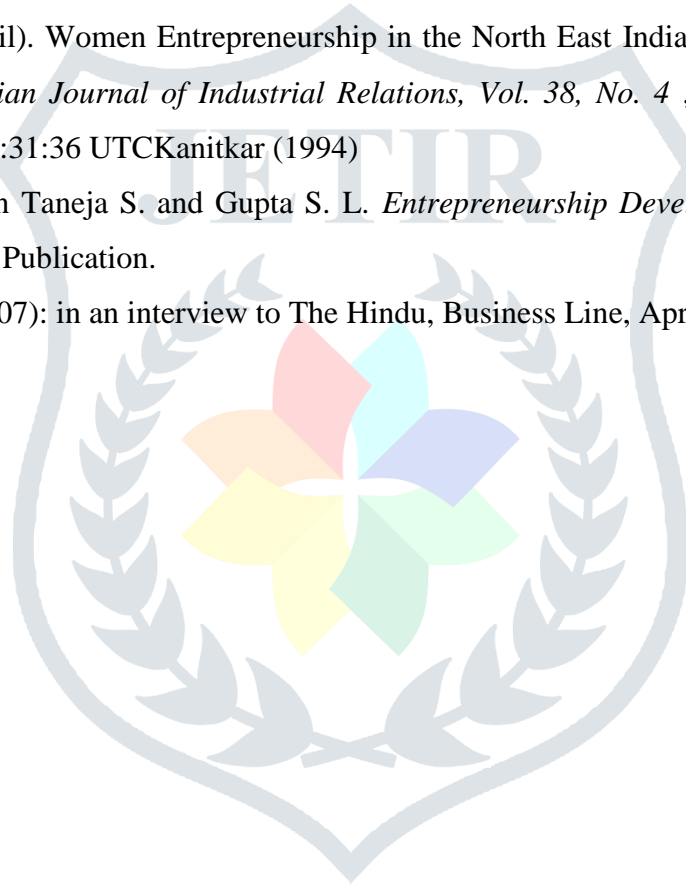 il). Women Entrepreneurship in the North East India
ian Journal of Industrial Relations, Vol. 38, No. 4 ,
:31:36 UTCKanitkar (1994)
n Taneja S. and Gupta S. L. Entrepreneurship Deve
Publication.
07): in an interview to The Hindu, Business Line, Apr
JETIR